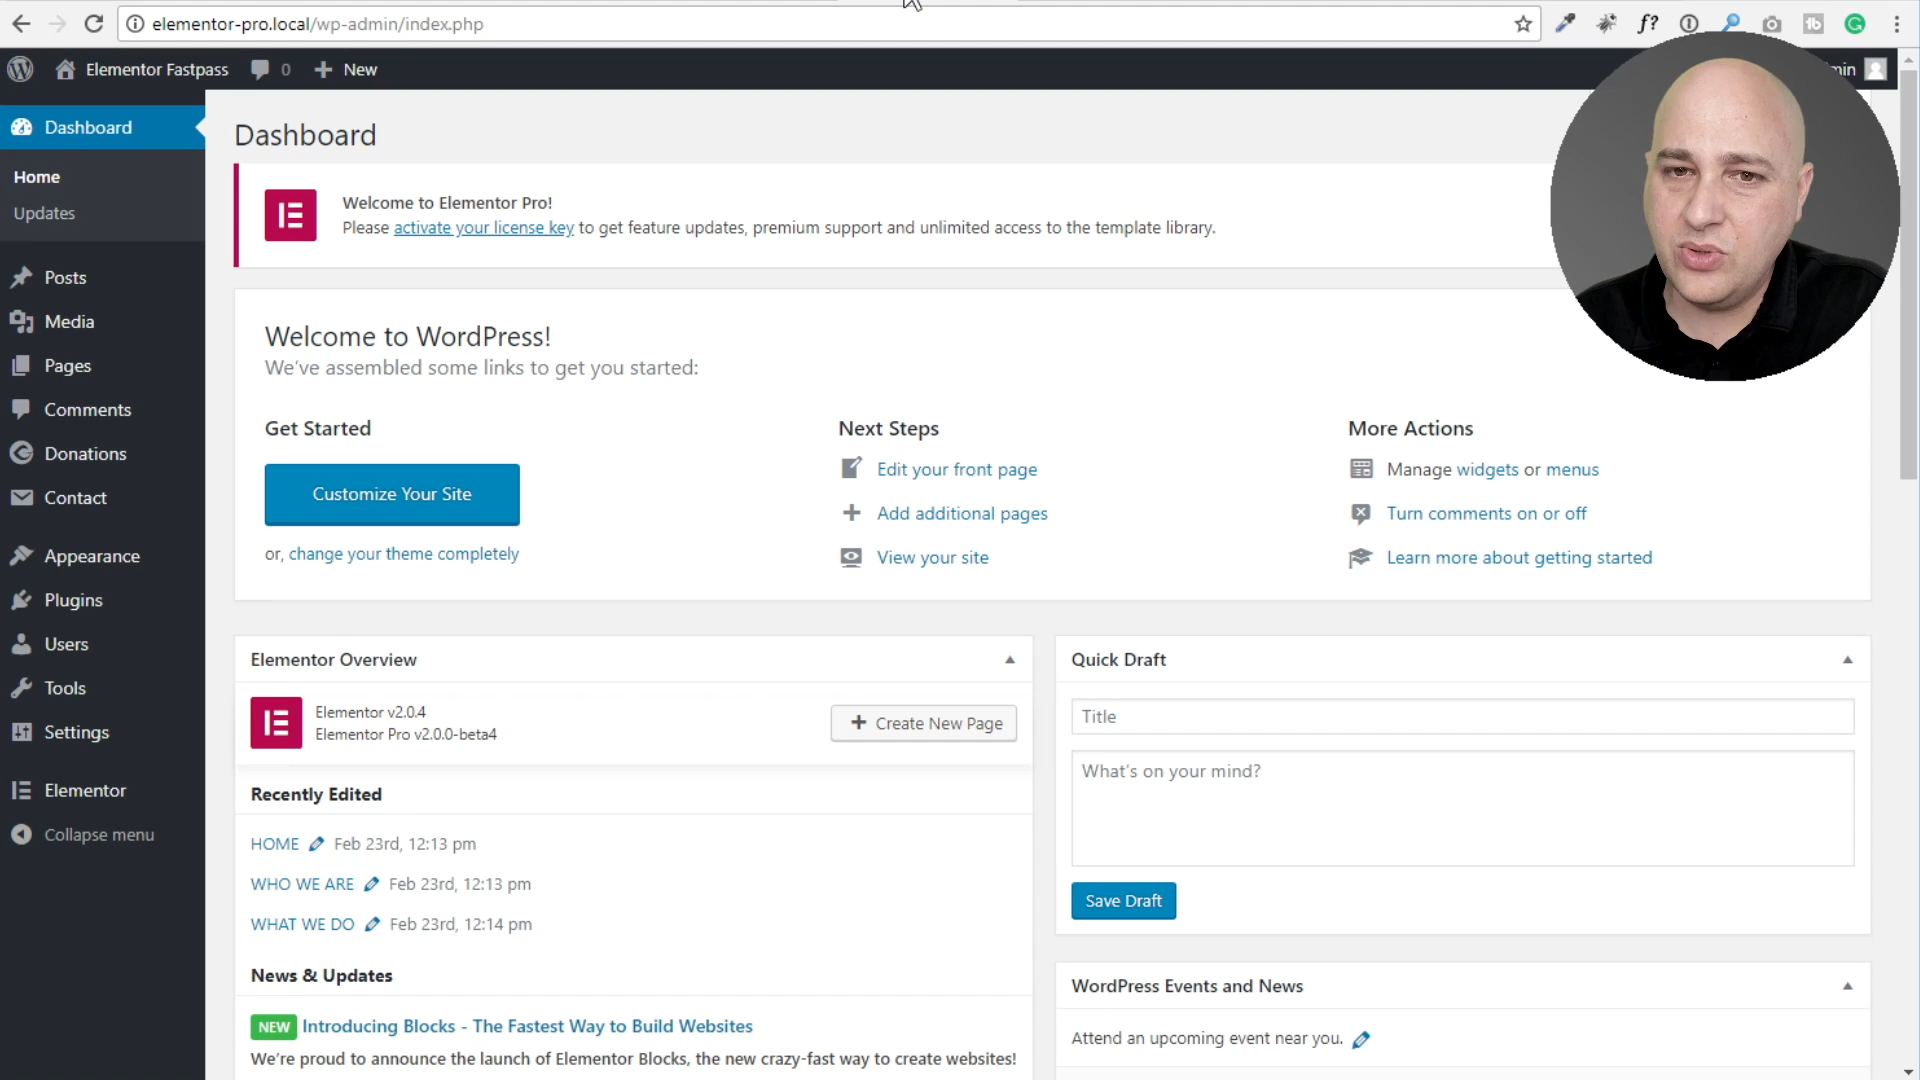 elementor-pro.local/wp-admin/index.php
f?
Elementor Fastpass
0
New
min
Dashboard
Home
Updates
Posts
Media
Pages
Comments
Donations
Contact
Appearance
Plugins
Users
Tools
Settings
Elementor
Collapse menu
Dashboard
Welcome to Elementor Pro!
Please activate your license key to get feature updates, premium support and unlimited access to the template library.
Welcome to WordPress!
We've assembled some links to get you started:
Get Started
Customize Your Site
or, change your theme completely
Next Steps
Edit your front page
Add additional pages
View your site
More Actions
Manage widgets or menus
Turn comments on or off
Learn more about getting started
Elementor Overview
Elementor v2.0.4
Elementor Pro v2.0.0-beta4
Create New Page
Recently Edited
HOME Feb 23rd, 12:13 pm
WHO WE ARE Feb 23rd, 12:13 pm
WHAT WE DO Feb 23rd, 12:14 pm
News & Updates
NEW Introducing Blocks - The Fastest Way to Build Websites
We're proud to announce the launch of Elementor Blocks, the new crazy-fast way to create websites!
Quick Draft
Title
What's on your mind?
Save Draft
WordPress Events and News
Attend an upcoming event near you.